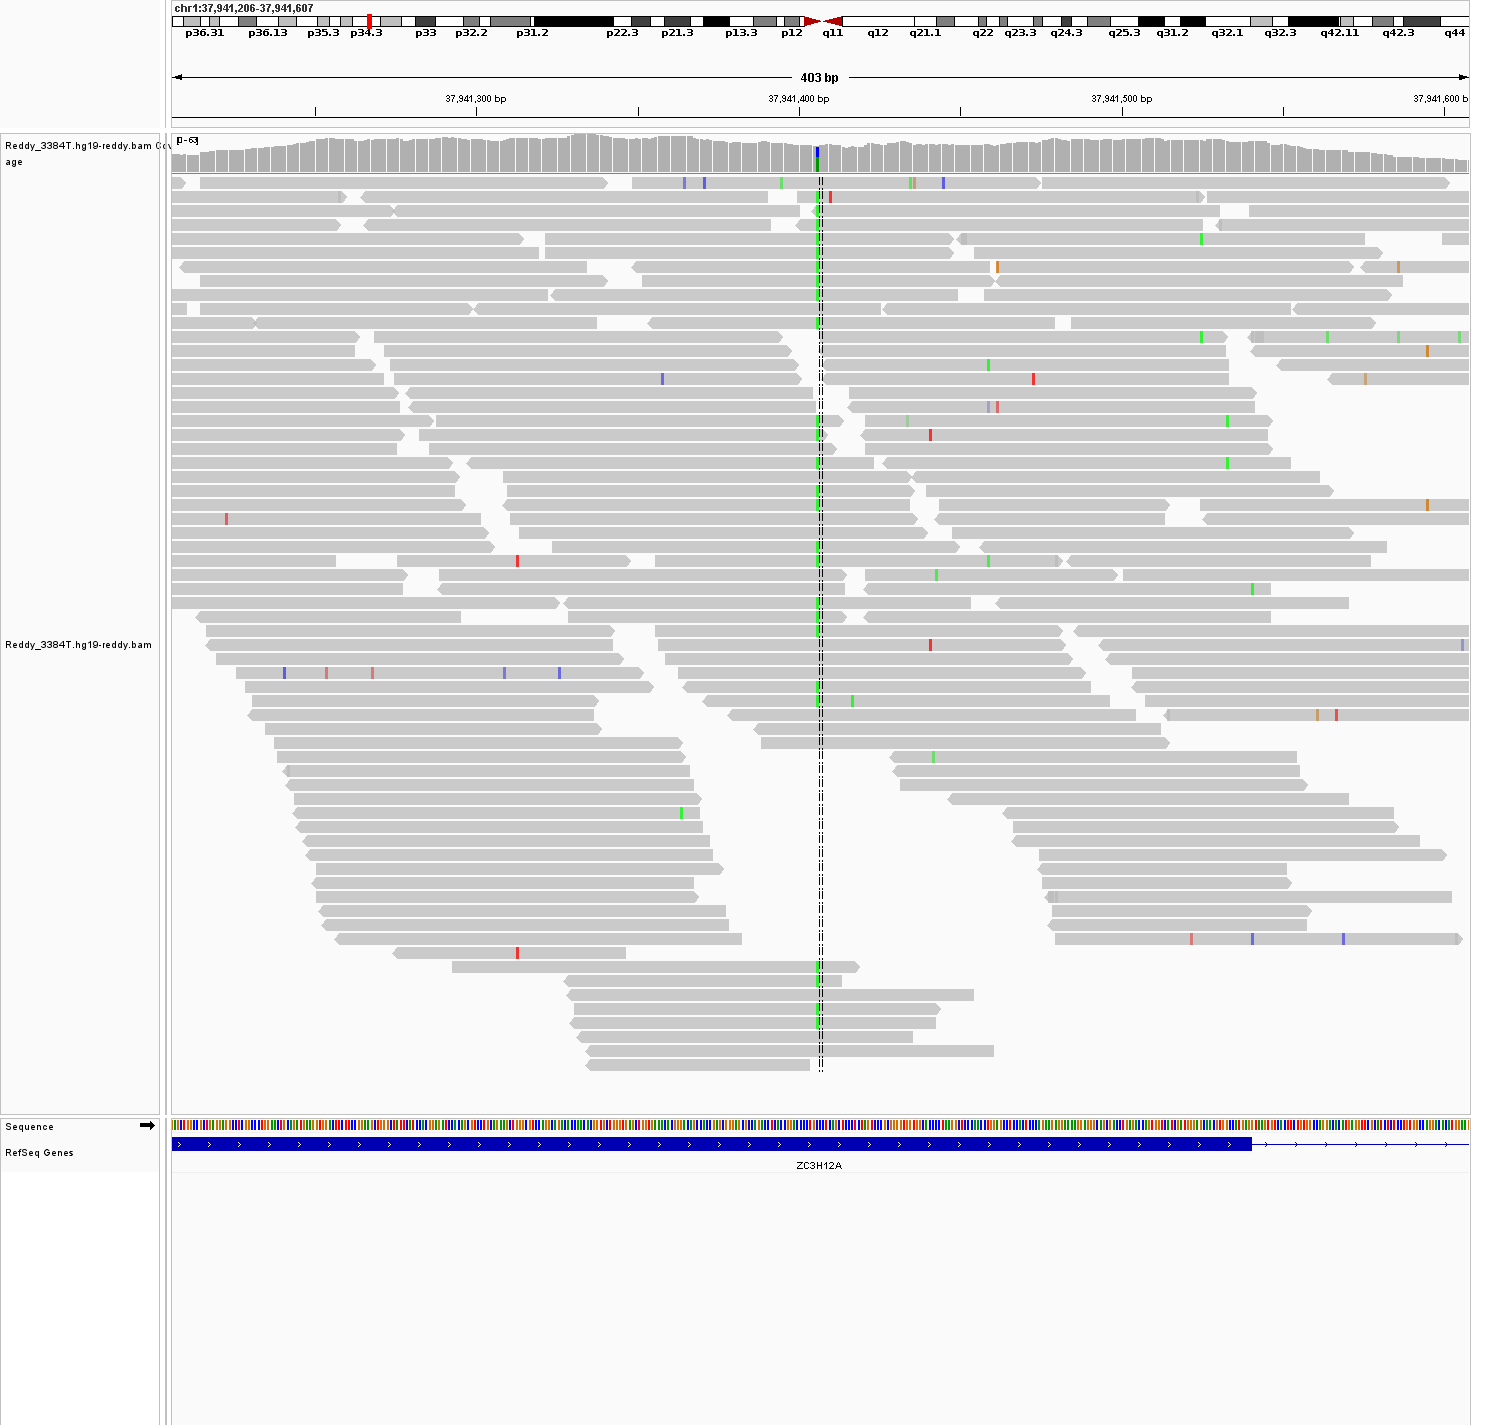 chr1:37,941,206-37,941,607
p36.31 p36.13 p35.3 p34.3 p33 p32.2 p31.2 p22.3 p21.3 p13.3 p12 q11 q12 q21.1 q22 q23.3 q24.3 q25.3 q31.2 q32.1 q32.3 q42.11 q42.3 q44
403 bp
37,941,300 bp 37,941,400 bp 37,941,500 bp 37,941,600 b
[0-63]
Reddy_3384T.hg19-reddy.bam Cov
age
Reddy_3384T.hg19-reddy.bam
Sequence
RefSeq Genes
ZC3H12A